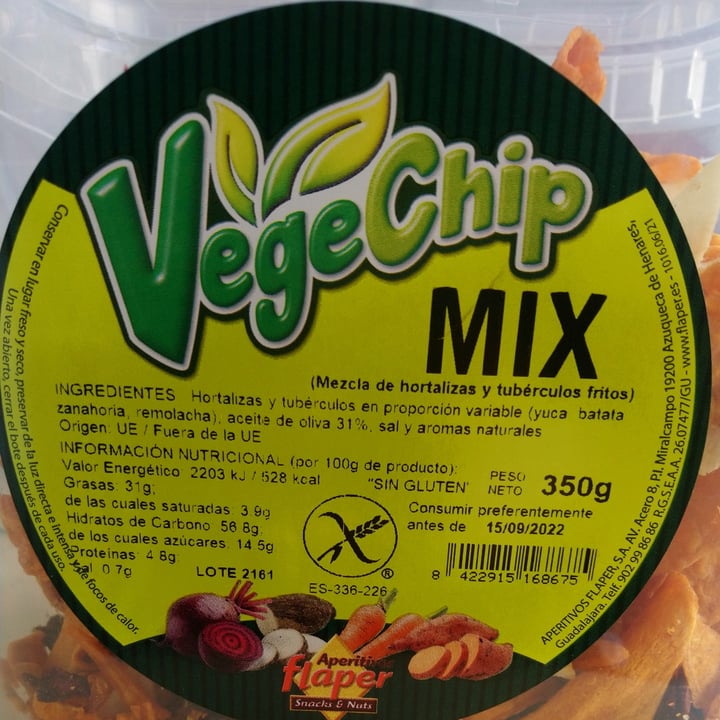 VegeChip
MIX
(Mezcla de hortalizas y tubérculos fritos)
INGREDIENTES Hortalizas y tubérculos en proporción variable (yuca batata
zanahoria, remolacha), aceite de oliva 31%, sal y aromas naturales
Origen: UE / Fuera de la UE
INFORMACIÓN NUTRICIONAL (por 100g de producto):
Valor Energético: 2203 kJ / 528 kcal
Grasas: 31g;
de las cuales saturadas: 3.9g
Hidratos de Carbono 56.8g;
de los cuales azúcares: 14.5g
Proteínas: 4.8g;
Sal 0.7g
"SIN GLUTEN"
PESO
NETO
350g
Consumir preferentemente
antes de 15/09/2022
LOTE 2161
ES-336-226
8 422915 168675
Conservar en lugar freso y seco, preservar de la luz directa e intensa y de focos de calor.
Una vez abierto, cerrar el bote después de cada uso.
APERITIVOS FLAPER, S.A. AV. Acero 8, P.I. Miralcampo 19200 Azuqueca de Henares,
Guadalajara. Telf. 902 99 86 86 R.G.S.E.A.A. 26.07477/GU - www.flaper.es - 1016.06/21
Aperitivos
flaper
Snacks & Nuts